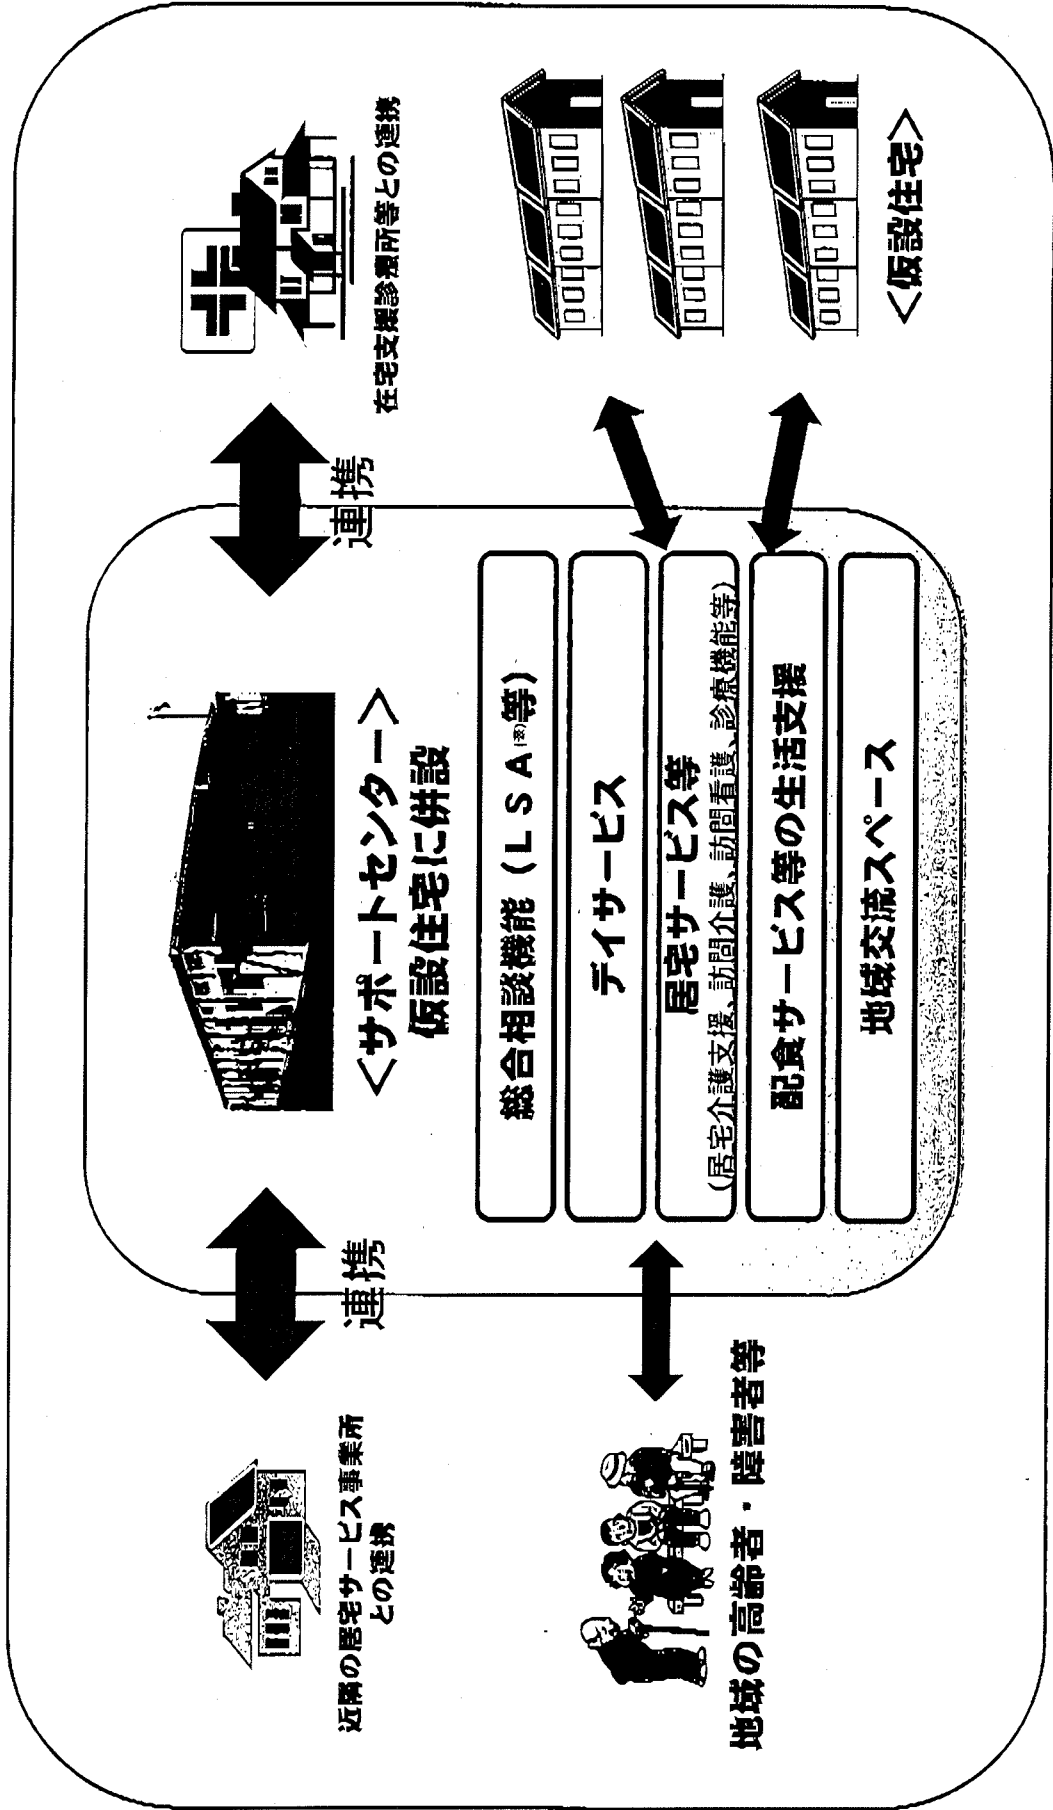 近隣の居宅サービス事業所
との連携
連携
＜サポートセンター＞
仮設住宅に併設
連携
在宅支援診療所等との連携
地域の高齢者・障害者等
総合相談機能（ＬＳＡ(※)等）
デイサービス
居宅サービス等
（居宅介護支援、訪問介護、訪問看護、診療機能等）
配食サービス等の生活支援
地域交流スペース
＜仮設住宅＞